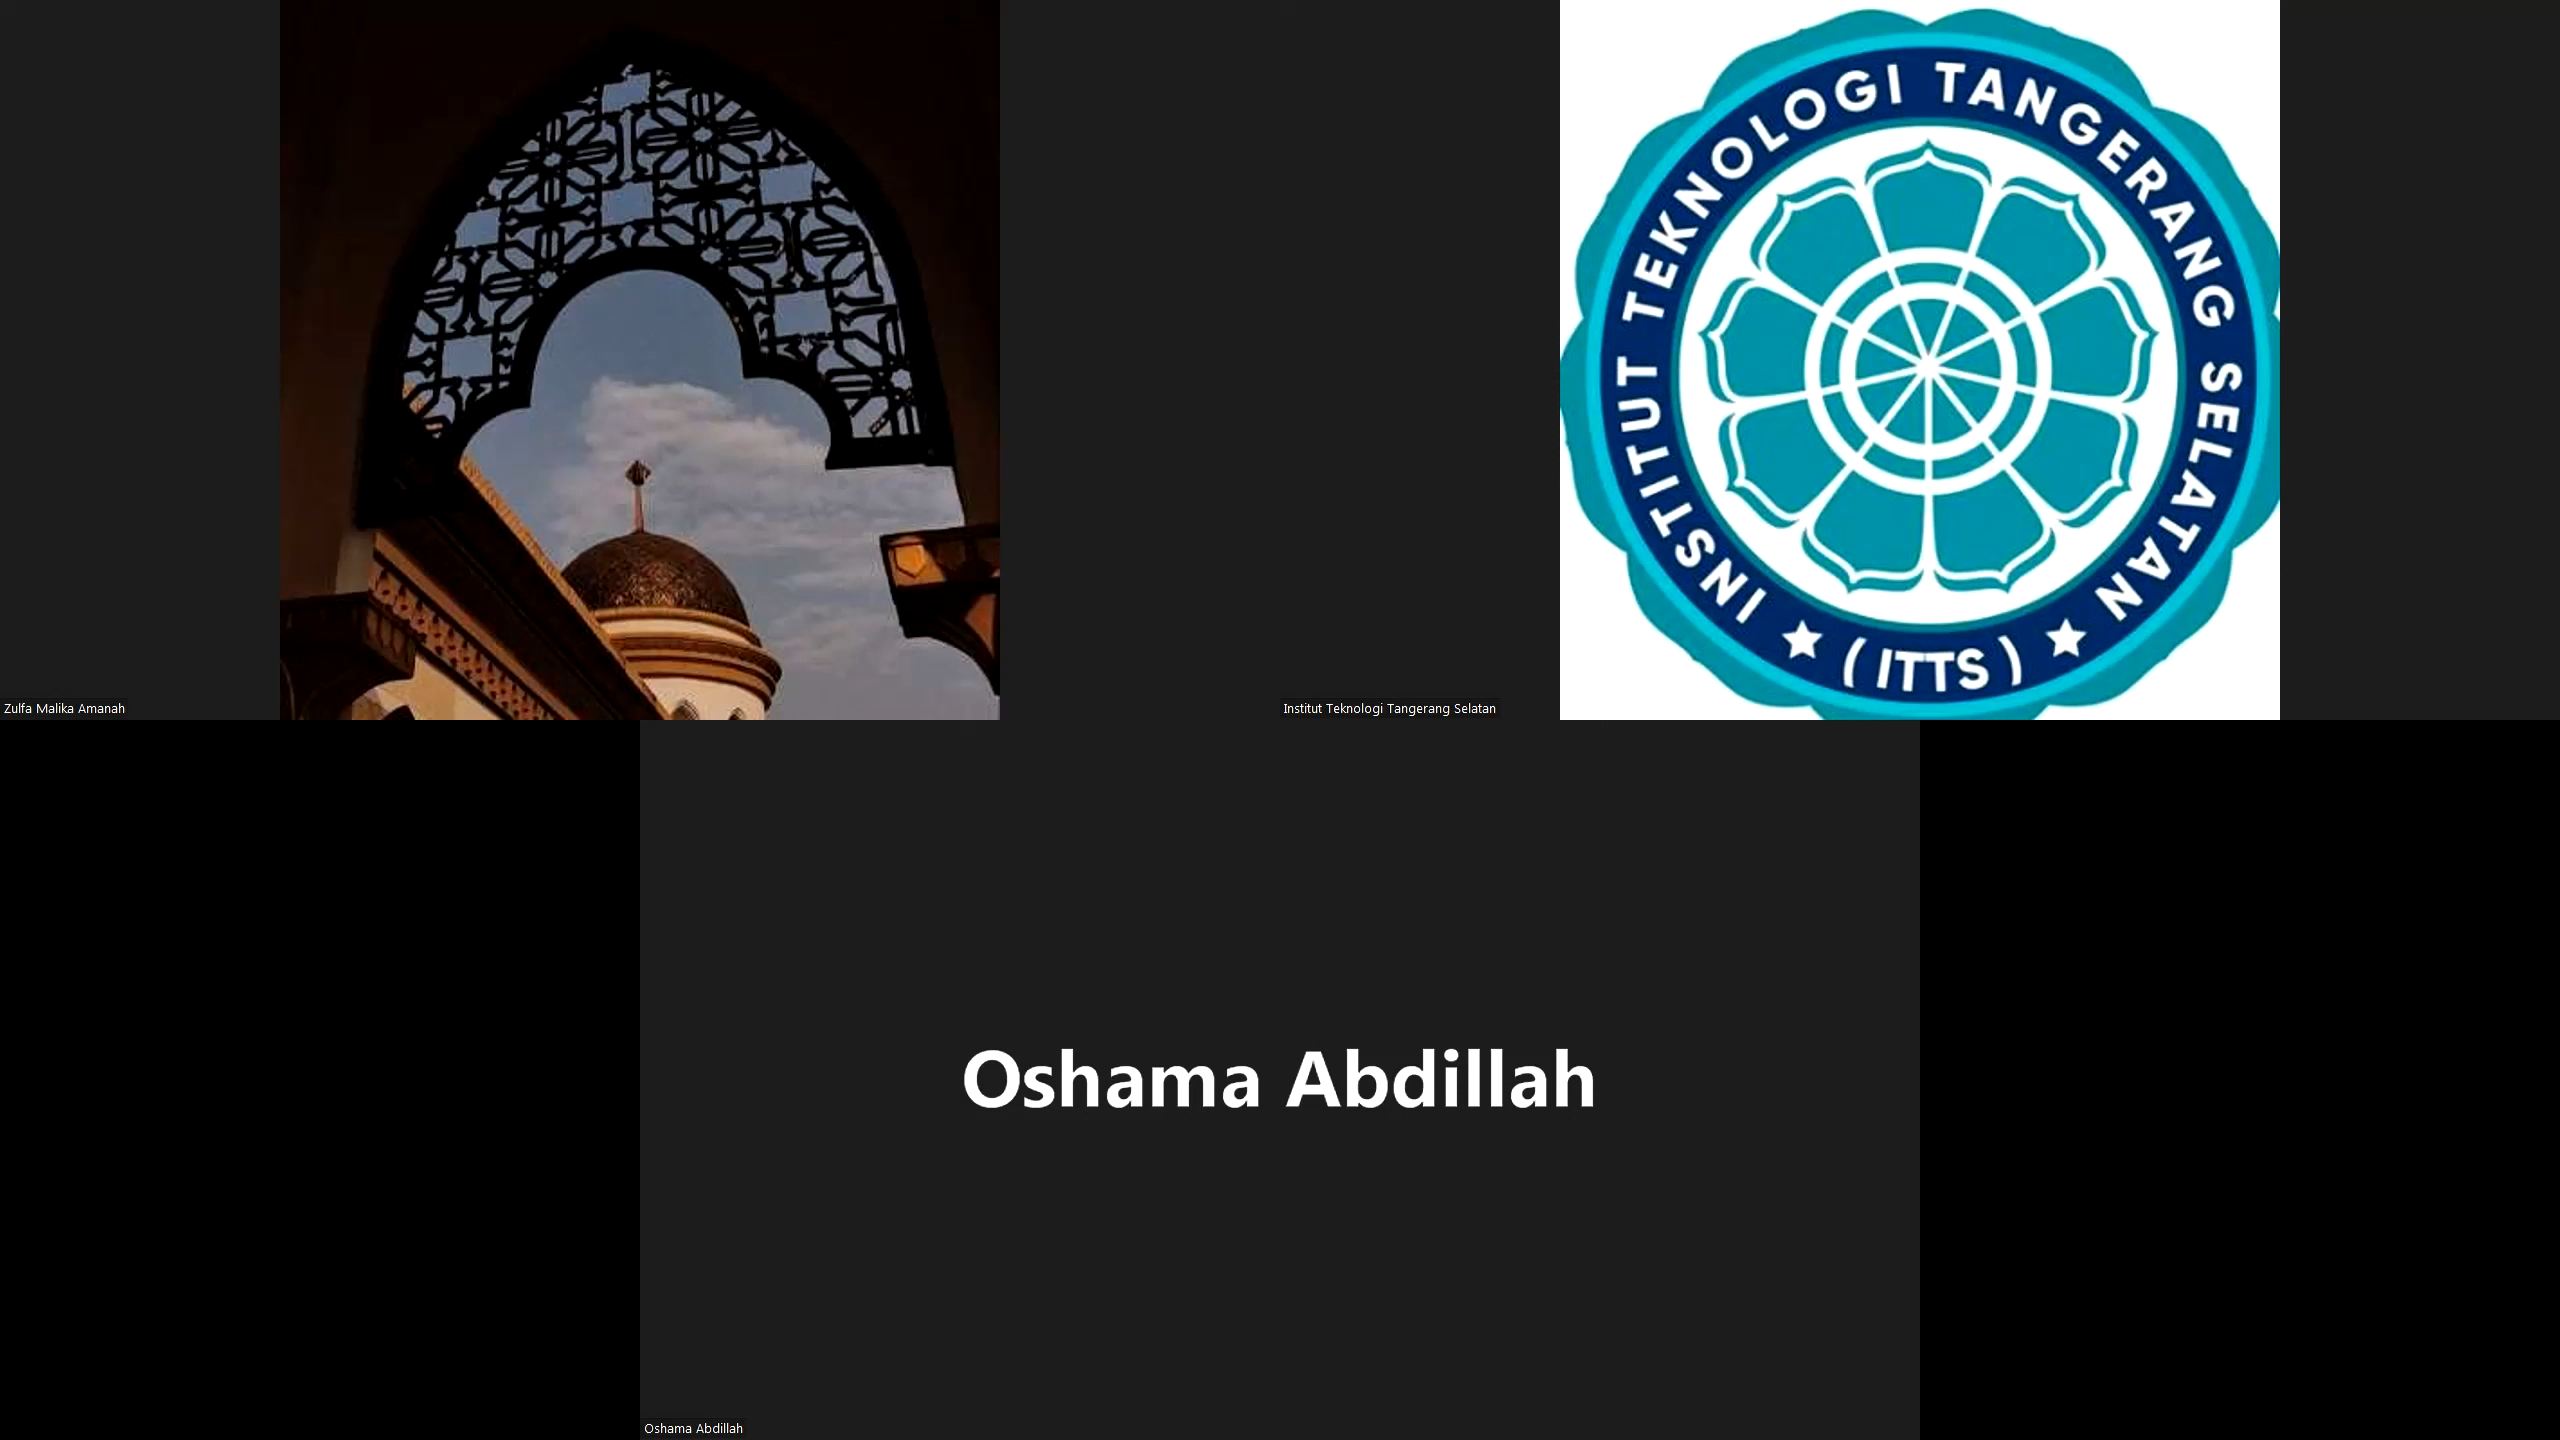 INSTITUT TEKNOLOGI TANGERANG SELATAN
( ITTS )
Zulfa Malika Amanah
Institut Teknologi Tangerang Selatan
Oshama Abdillah
Oshama Abdillah